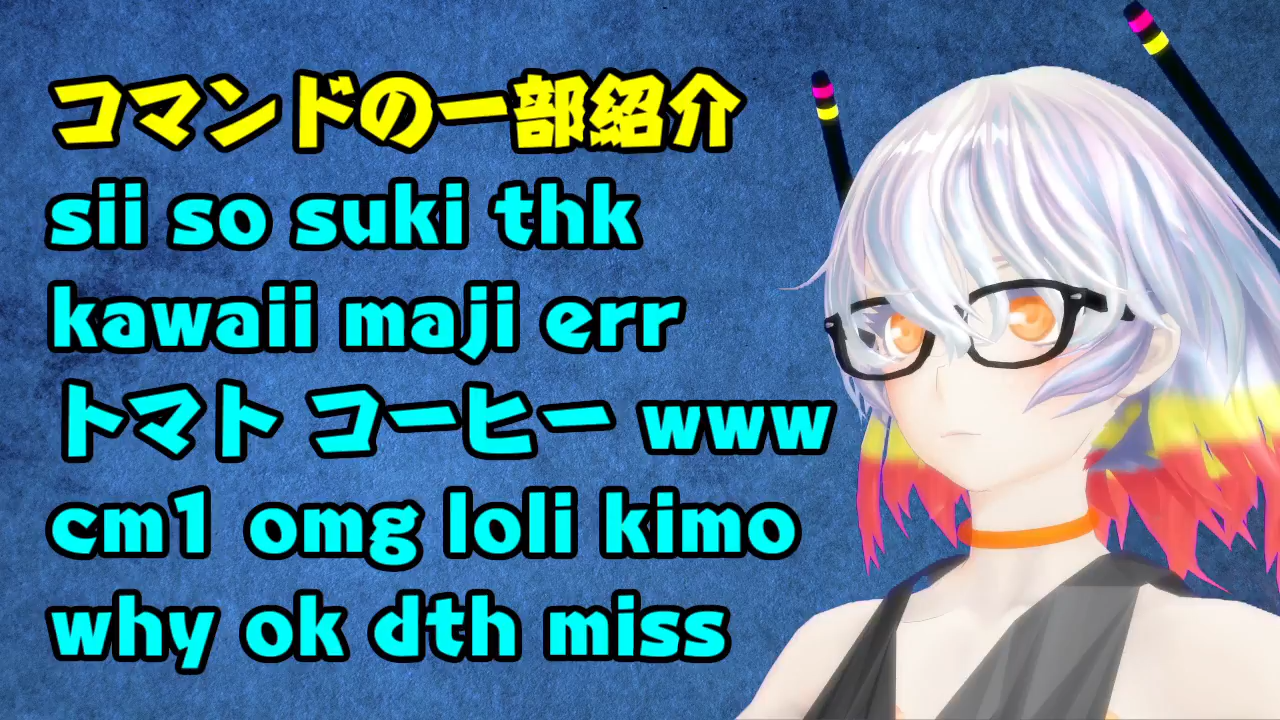 コマンドの一部紹介
sii so suki thk
kawaii maji err
トマト コーヒー www
cm1 omg loli kimo
why ok dth miss